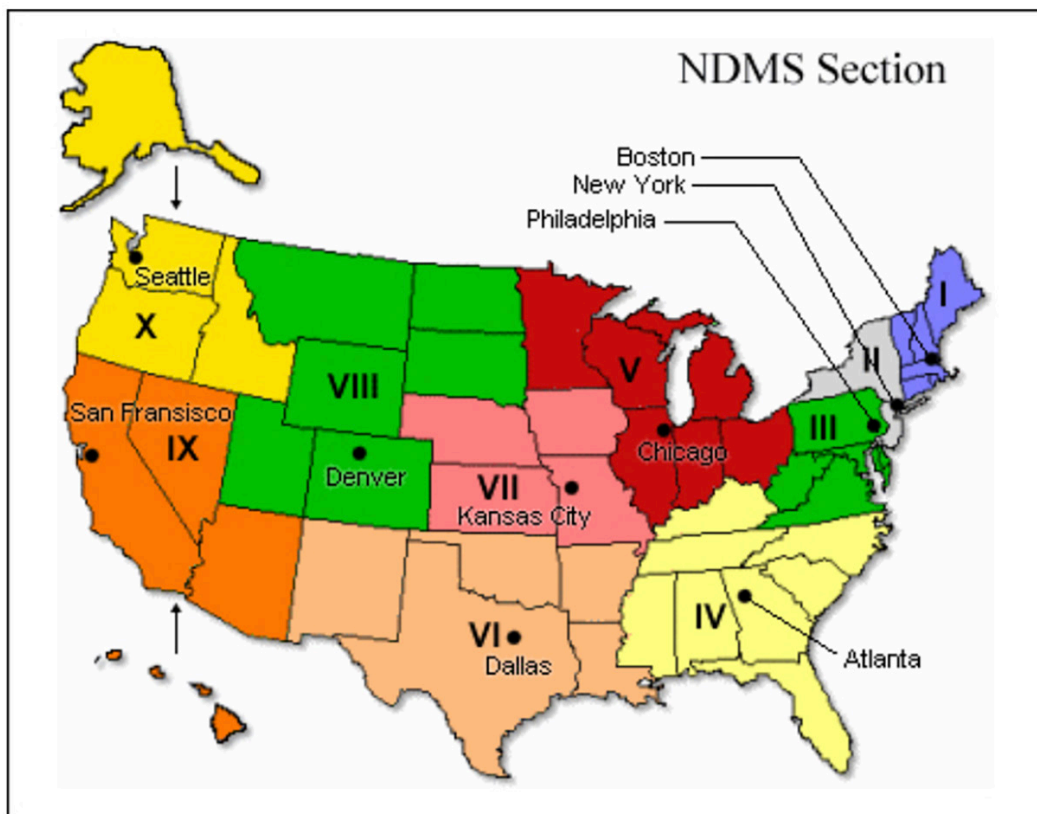 NDMS Section
Boston
New York
Philadelphia
Seattle
I
X
II
V
VIII
San Fransisco
III
IX
Chicago
Denver
VII
Kansas City
IV
VI
Dallas
Atlanta